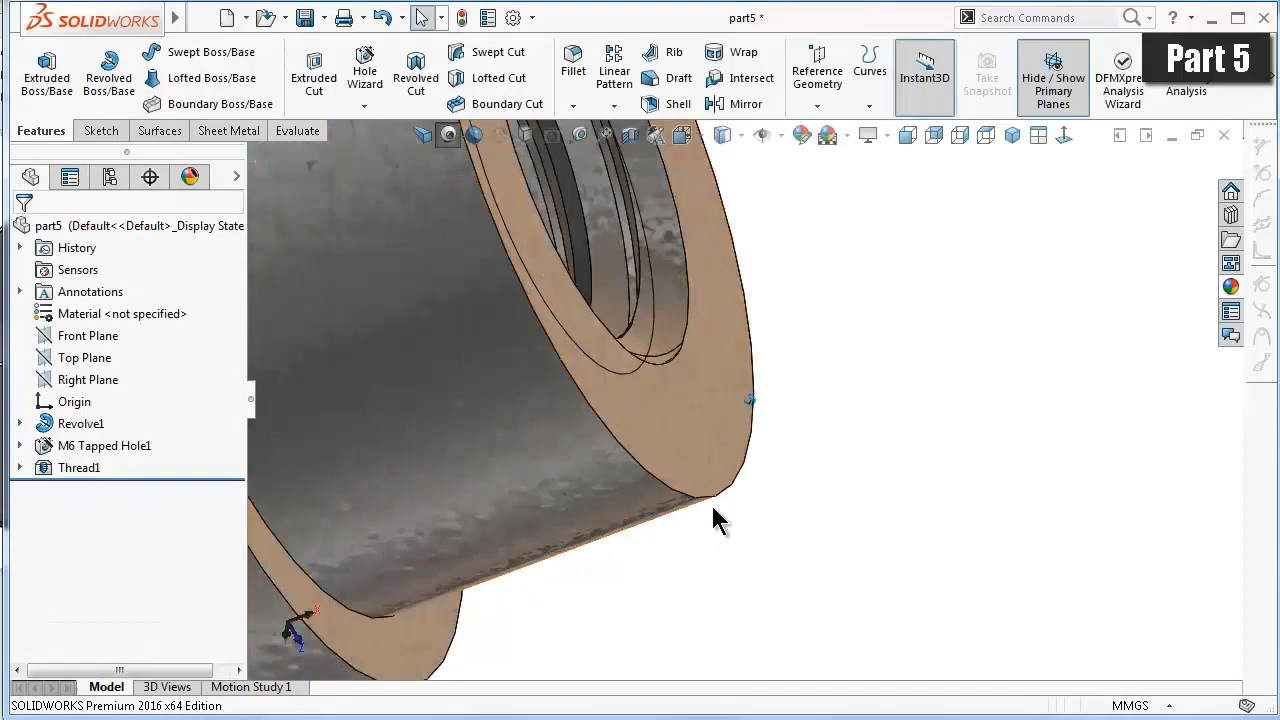 SOLIDWORKS
part5 *
Search Commands
Part 5
Extruded
Boss/Base
Revolved
Boss/Base
Swept Boss/Base
Lofted Boss/Base
Boundary Boss/Base
Extruded
Cut
Hole
Wizard
Revolved
Cut
Swept Cut
Lofted Cut
Boundary Cut
Fillet
Linear
Pattern
Rib
Draft
Shell
Wrap
Intersect
Mirror
Reference
Geometry
Curves
Instant3D
Take
Snapshot
Hide / Show
Primary
Planes
DFMXpres
Analysis
Wizard
Analysis
Features
Sketch
Surfaces
Sheet Metal
Evaluate
part5 (Default<<Default>_Display State
History
Sensors
Annotations
Material <not specified>
Front Plane
Top Plane
Right Plane
Origin
Revolve1
M6 Tapped Hole1
Thread1
X
Z
Model
3D Views
Motion Study 1
SOLIDWORKS Premium 2016 x64 Edition
MMGS